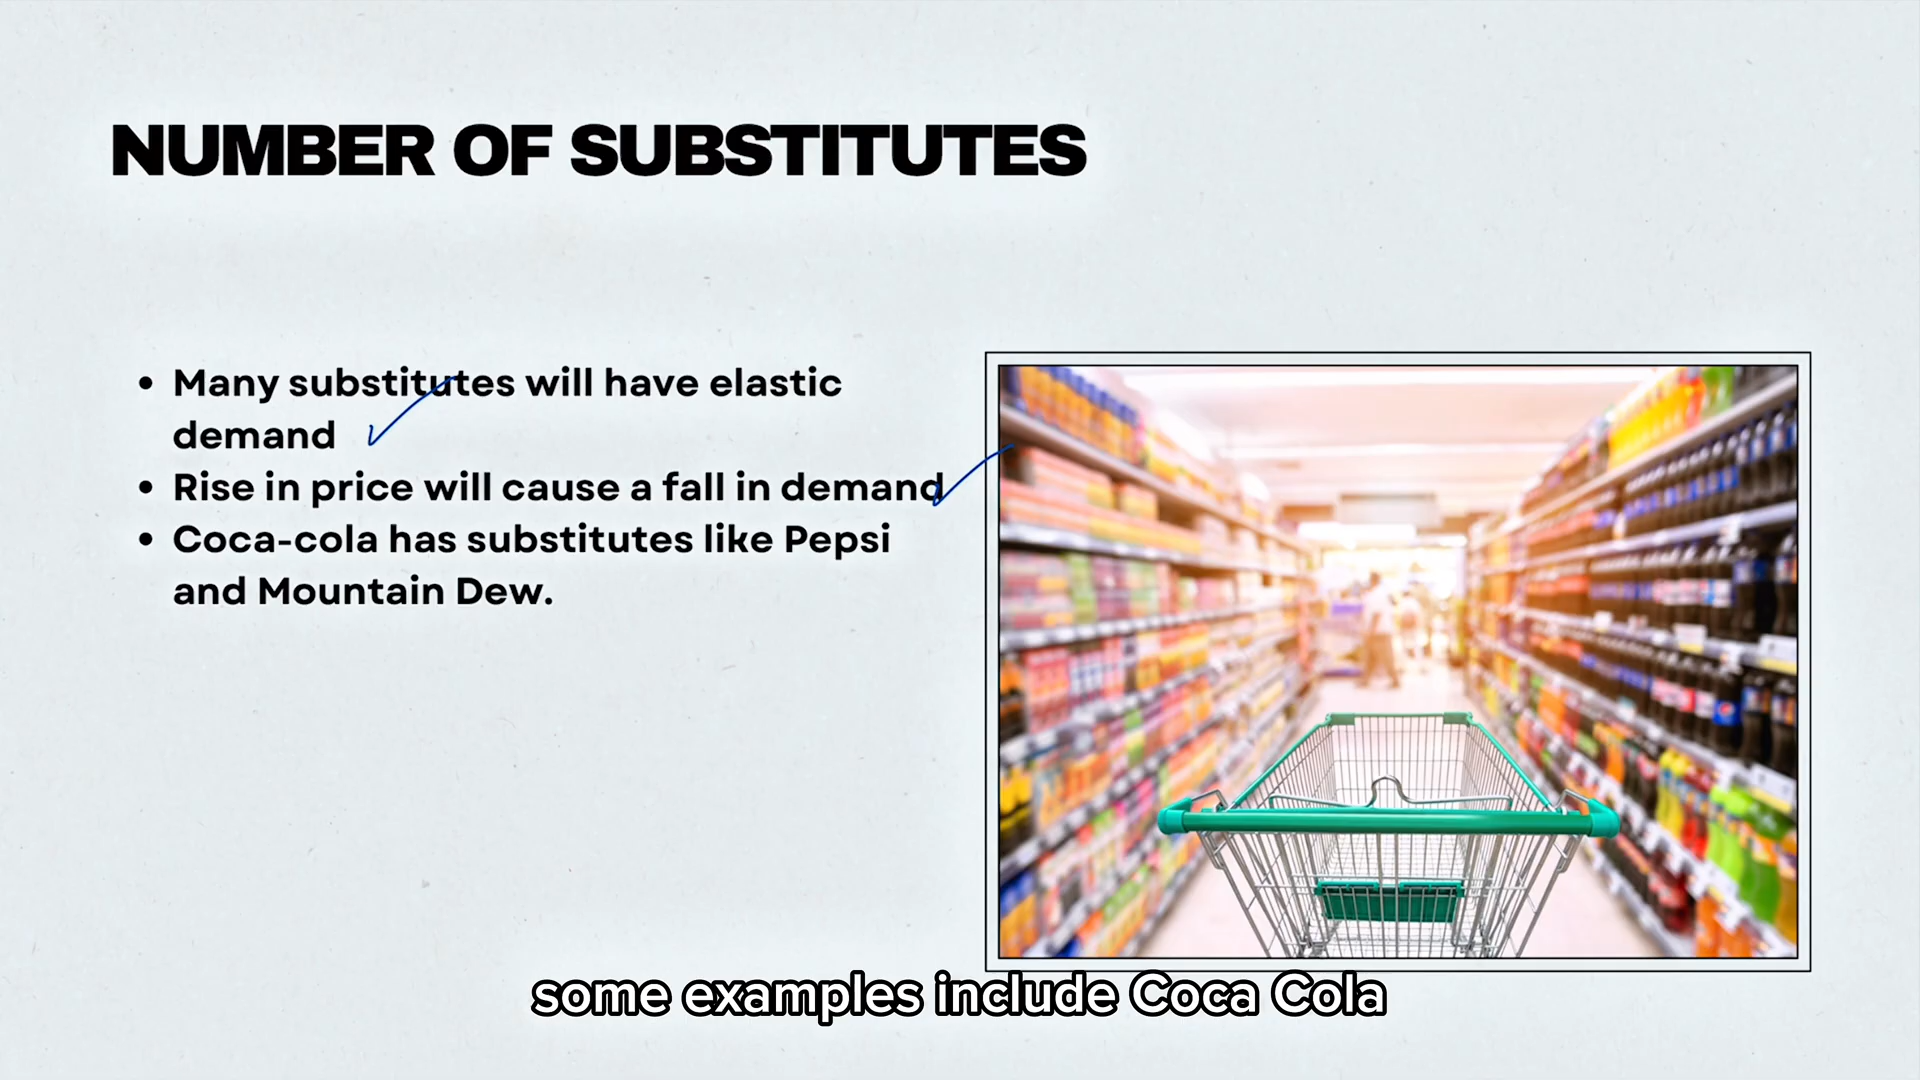 NUMBER OF SUBSTITUTES
• Many substitutes will have elastic
demand
• Rise in price will cause a fall in demand
• Coca-cola has substitutes like Pepsi
and Mountain Dew.
some examples include Coca Cola